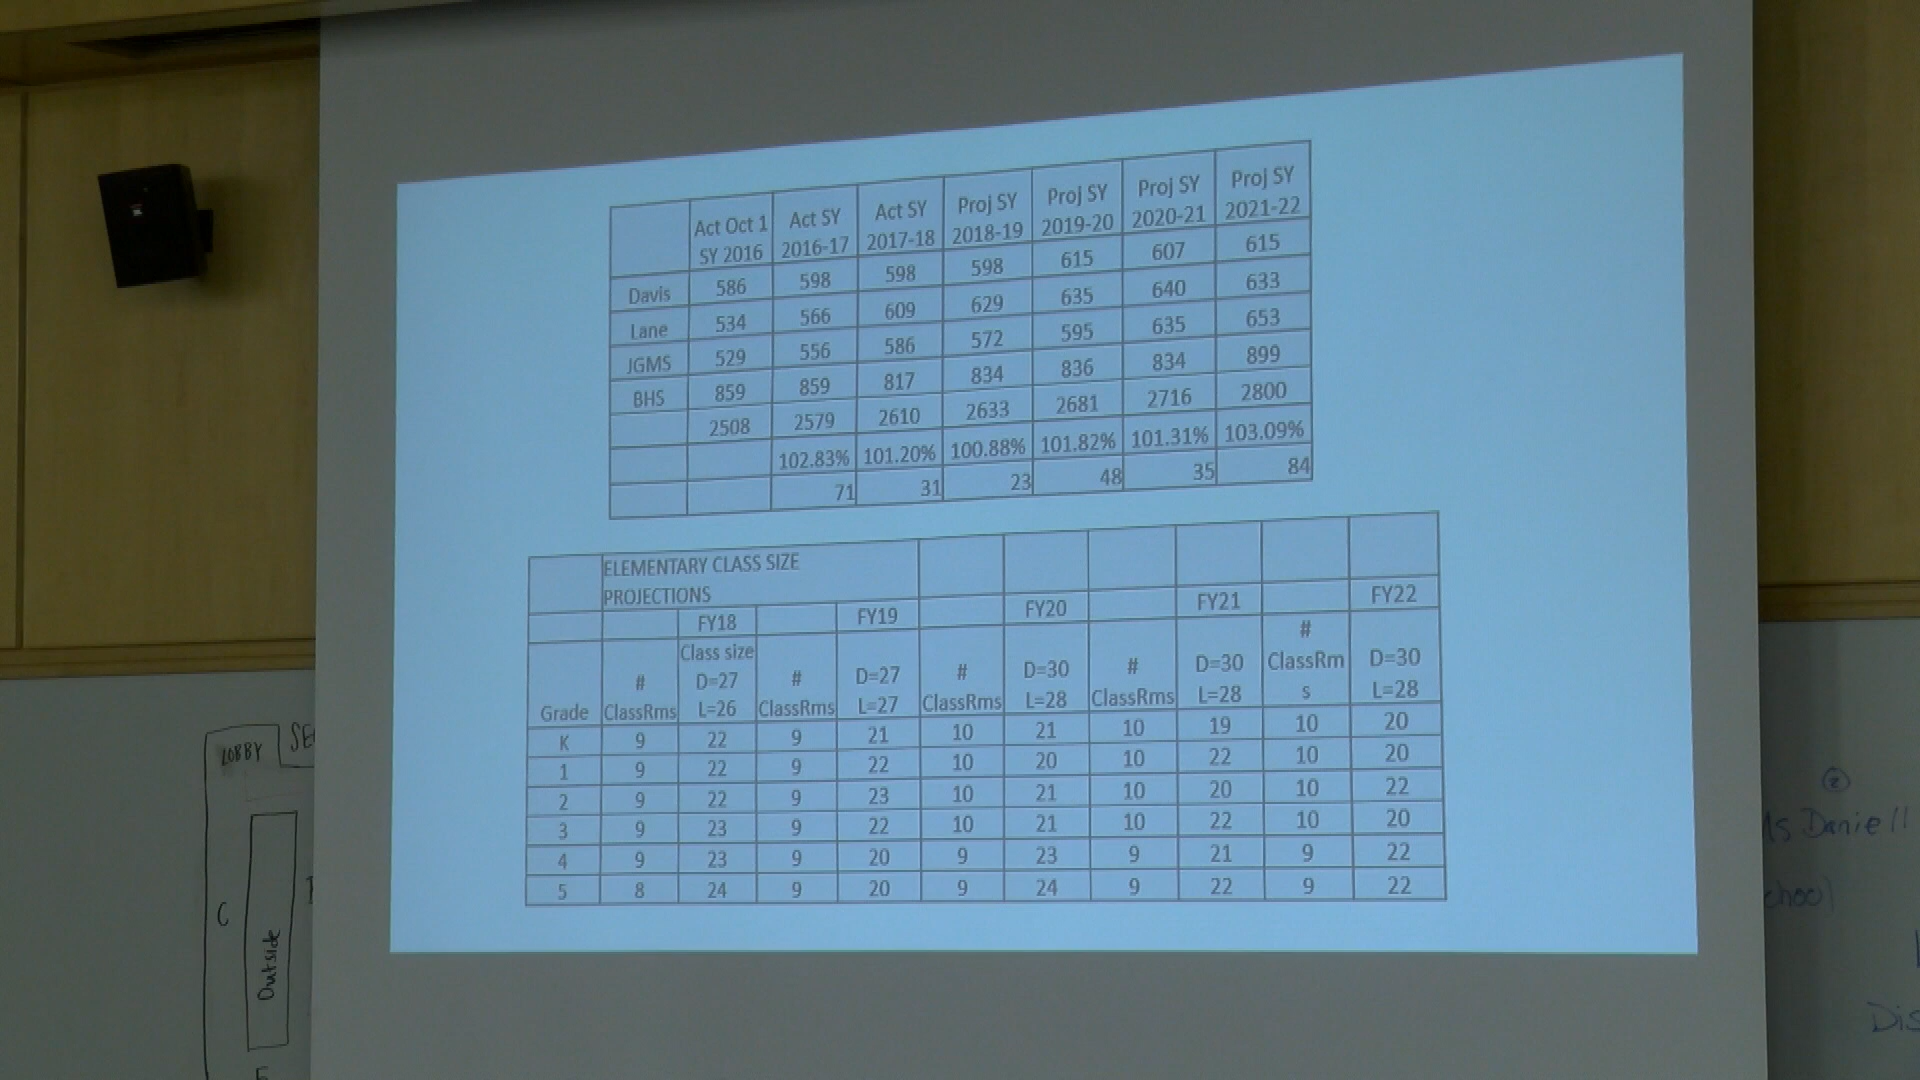 Act Oct 1 SY 2016 Act SY 2016-17 Act SY 2017-18 Proj SY 2018-19 Proj SY 2019-20 Proj SY 2020-21 Proj SY 2021-22
Davis 586 598 598 598 615 607 615
Lane 534 566 609 629 635 640 633
JGMS 529 556 586 572 595 635 653
BHS 859 859 817 834 836 834 899
2508 2579 2610 2633 2681 2716 2800
102.83% 101.20% 100.88% 101.82% 101.31% 103.09%
71 31 23 48 35 84
ELEMENTARY CLASS SIZE
PROJECTIONS
FY18 FY19 FY20 FY21 FY22
Grade # ClassRms Class size D=27 L=26 # ClassRms D=27 L=27 # ClassRms D=30 L=28 # ClassRms D=30 L=28 # ClassRm s D=30 L=28
K 9 22 9 21 10 21 10 19 10 20
1 9 22 9 22 10 20 10 22 10 20
2 9 22 9 23 10 21 10 20 10 22
3 9 23 9 22 10 21 10 22 10 20
4 9 23 9 20 9 23 9 21 9 22
5 8 24 9 20 9 24 9 22 9 22
LOBBY
C
Outside
2
Ms Daniell